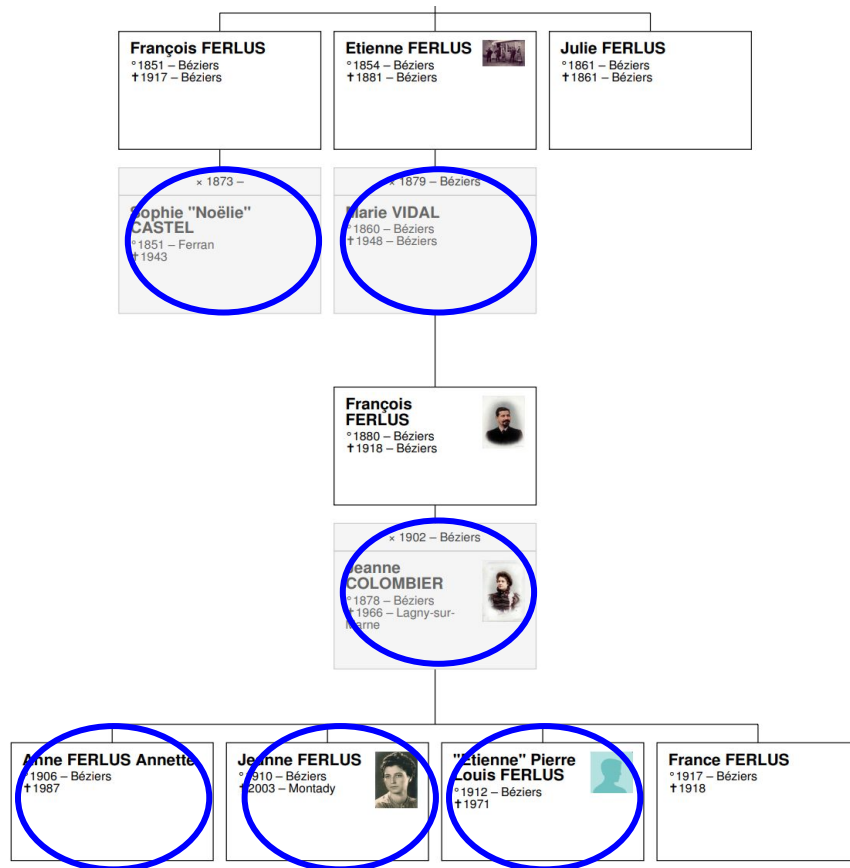 François FERLUS
°1851 – Béziers
✝1917 – Béziers
Etienne FERLUS
°1854 – Béziers
✝1881 – Béziers
Julie FERLUS
°1861 – Béziers
✝1861 – Béziers
× 1873 –
Sophie "Noëlie"
CASTEL
°1851 – Ferran
✝1943
× 1879 – Béziers
Marie VIDAL
°1860 – Béziers
✝1948 – Béziers
François
FERLUS
°1880 – Béziers
✝1918 – Béziers
× 1902 – Béziers
Jeanne
COLOMBIER
°1878 – Béziers
✝1966 – Lagny-sur-
Marne
Anne FERLUS Annette
°1906 – Béziers
✝1987
Jeanne FERLUS
°1910 – Béziers
✝2003 – Montady
"Etienne" Pierre
Louis FERLUS
°1912 – Béziers
✝1971
France FERLUS
°1917 – Béziers
✝1918